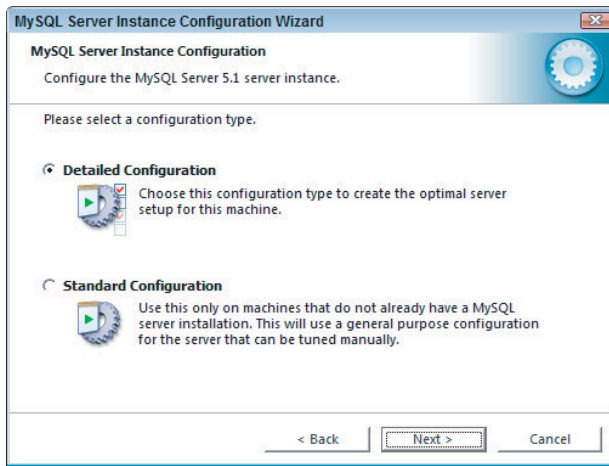 MySQL Server Instance Configuration Wizard
MySQL Server Instance Configuration
Configure the MySQL Server 5.1 server instance.
Please select a configuration type.
Detailed Configuration
Choose this configuration type to create the optimal server
setup for this machine.
Standard Configuration
Use this only on machines that do not already have a MySQL
server installation. This will use a general purpose configuration
for the server that can be tuned manually.
< Back
Next >
Cancel